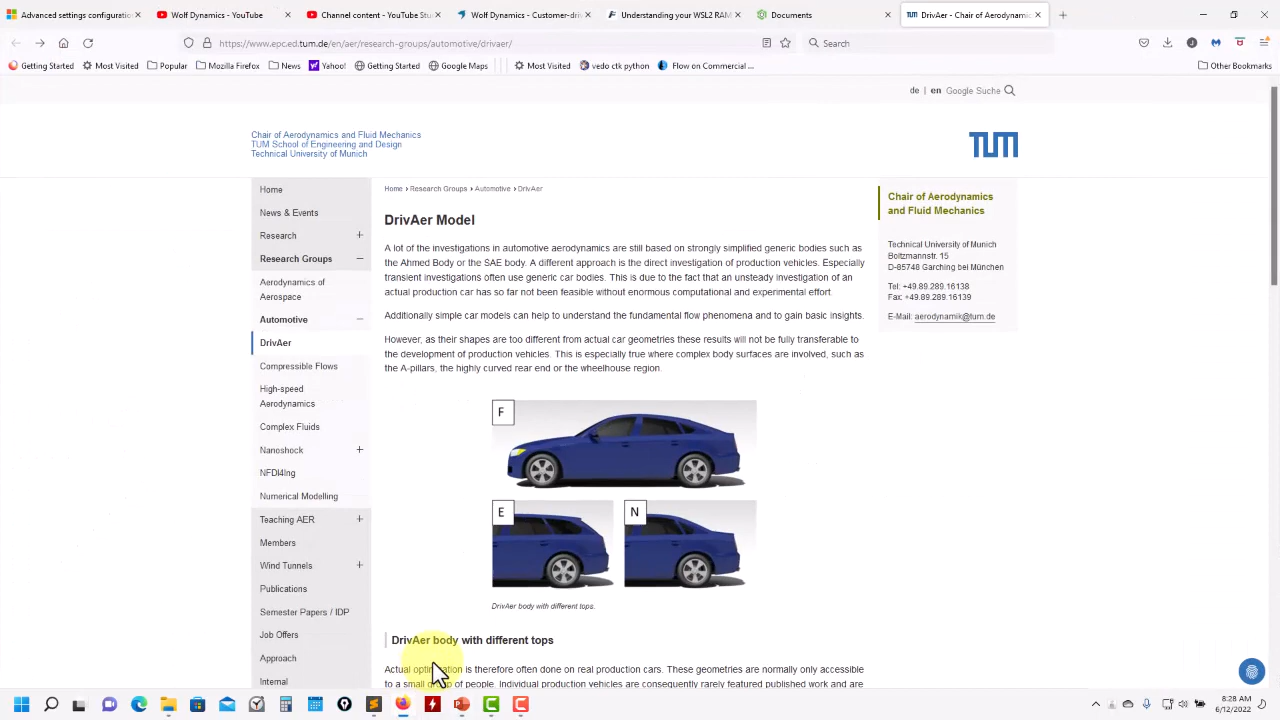 Advanced settings configuratio
Wolf Dynamics - YouTube
Dynamics - YouTube
Documentation - Customer-driv
Understanding your WSL RAM
Documents
DrivAer - Chair of Aerodynamic
https://www.epc.ed.tum.de/en/aer/research-groups/automotive/drivaer/
Search
Getting Started
Most Visited
Popular
Mozilla Firefox
News
Yahoo!
Getting Started
Google Maps
Most Visited
vedo ctk python
Flow on Commercial ...
Other Bookmarks
de | en Google Suche
Chair of Aerodynamics and Fluid Mechanics
TUM School of Engineering and Design
Technical University of Munich
TUM
Home
News & Events
Research +
Research Groups −
Aerodynamics of
Aerospace
Automotive −
DrivAer
Compressible Flows
High-speed
Aerodynamics
Complex Fluids
Nanoshock +
NFDI4Ing
Numerical Modelling
Teaching AER +
Members
Wind Tunnels +
Publications
Semester Papers / IDP
Job Offers
Approach
Internal
Home › Research Groups › Automotive › DrivAer
DrivAer Model
A lot of the investigations in automotive aerodynamics are still based on strongly simplified generic bodies such as
the Ahmed Body or the SAE body. A different approach is the direct investigation of production vehicles. Especially
transient investigations often use generic car bodies. This is due to the fact that an unsteady investigation of an
actual production car has so far not been feasible without enormous computational and experimental effort.
Additionally simple car models can help to understand the fundamental flow phenomena and to gain basic insights.
However, as their shapes are too different from actual car geometries these results will not be fully transferable to
the development of production vehicles. This is especially true where complex body surfaces are involved, such as
the A-pillars, the highly curved rear end or the wheelhouse region.
F
E
N
DrivAer body with different tops.
DrivAer body with different tops
Actual optimization is therefore often done on real production cars. These geometries are normally only accessible
to a small group of people. Individual production vehicles are consequently rarely featured published work and are
Chair of Aerodynamics
and Fluid Mechanics
Technical University of Munich
Boltzmannstr. 15
D-85748 Garching bei München
Tel: +49.89.289.16138
Fax: +49.89.289.16139
E-Mail: aerodynamik@tum.de
8:28 AM
6/12/2022